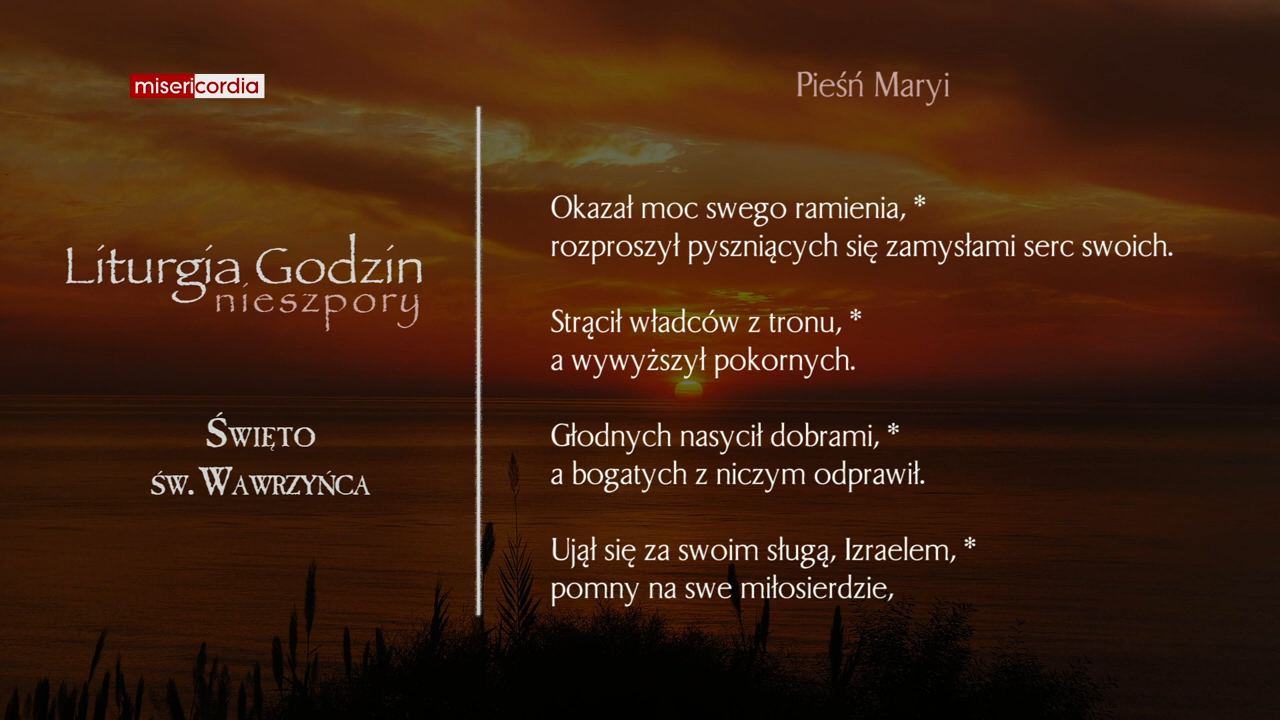 misericordia
Liturgia Godzin
nieszpory
Święto
św. Wawrzyńca
Pieśń Maryi
Okazał moc swego ramienia, *
rozproszył pyszniących się zamysłami serc swoich.
Strącił władców z tronu, *
a wywyższył pokornych.
Głodnych nasycił dobrami, *
a bogatych z niczym odprawił.
Ujął się za swoim sługą, Izraelem, *
pomny na swe miłosierdzie,